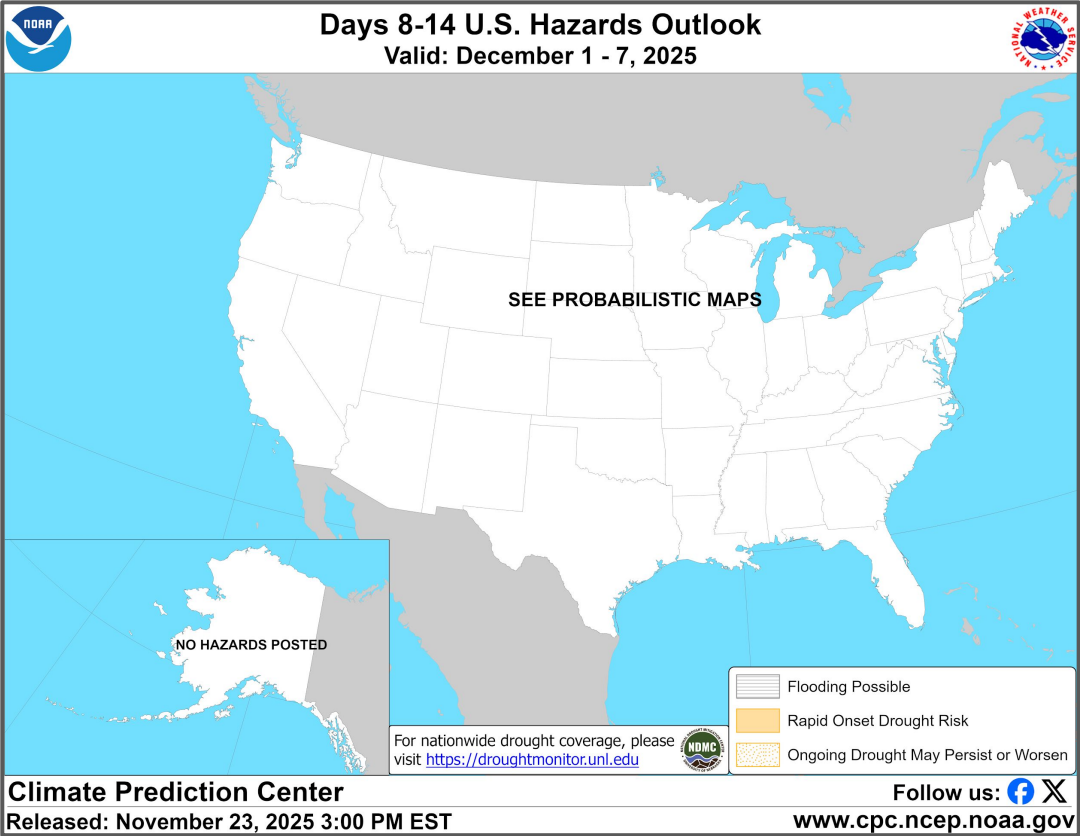 NOAA
Days 8-14 U.S. Hazards Outlook
Valid: December 1 - 7, 2025
NATIONAL WEATHER SERVICE
SEE PROBABILISTIC MAPS
NO HAZARDS POSTED
Flooding Possible
Rapid Onset Drought Risk
Ongoing Drought May Persist or Worsen
For nationwide drought coverage, please
visit https://droughtmonitor.unl.edu
NDMC
Climate Prediction Center
Follow us:
Released: November 23, 2025 3:00 PM EST
www.cpc.ncep.noaa.gov